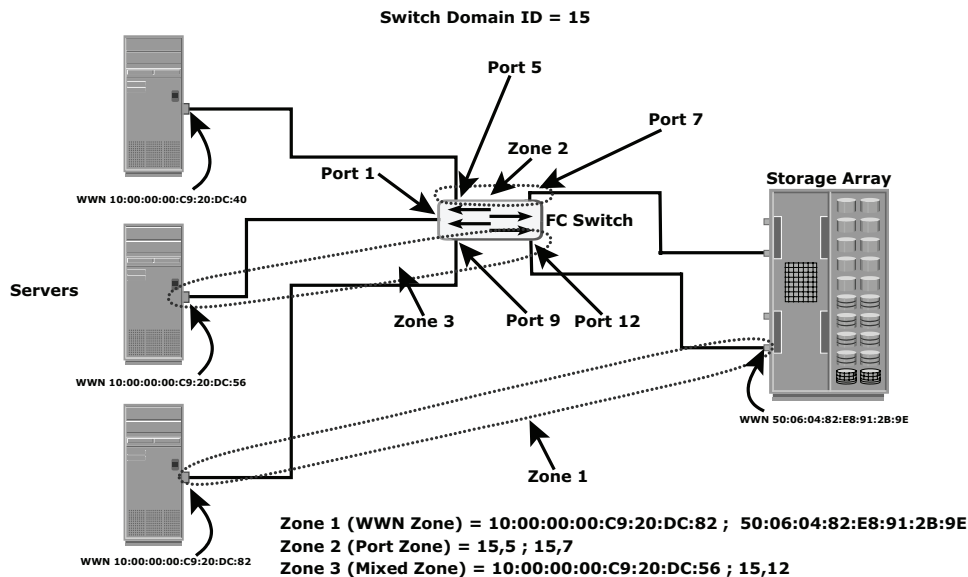 Switch Domain ID = 15
Port 5
Port 7
Zone 2
Port 1
Storage Array
WWN 10:00:00:00:C9:20:DC:40
FC Switch
Servers
Zone 3
Port 9
Port 12
WWN 10:00:00:00:C9:20:DC:56
WWN 50:06:04:82:E8:91:2B:9E
Zone 1
WWN 10:00:00:00:C9:20:DC:82
Zone 1 (WWN Zone) = 10:00:00:00:C9:20:DC:82 ; 50:06:04:82:E8:91:2B:9E
Zone 2 (Port Zone) = 15,5 ; 15,7
Zone 3 (Mixed Zone) = 10:00:00:00:C9:20:DC:56 ; 15,12